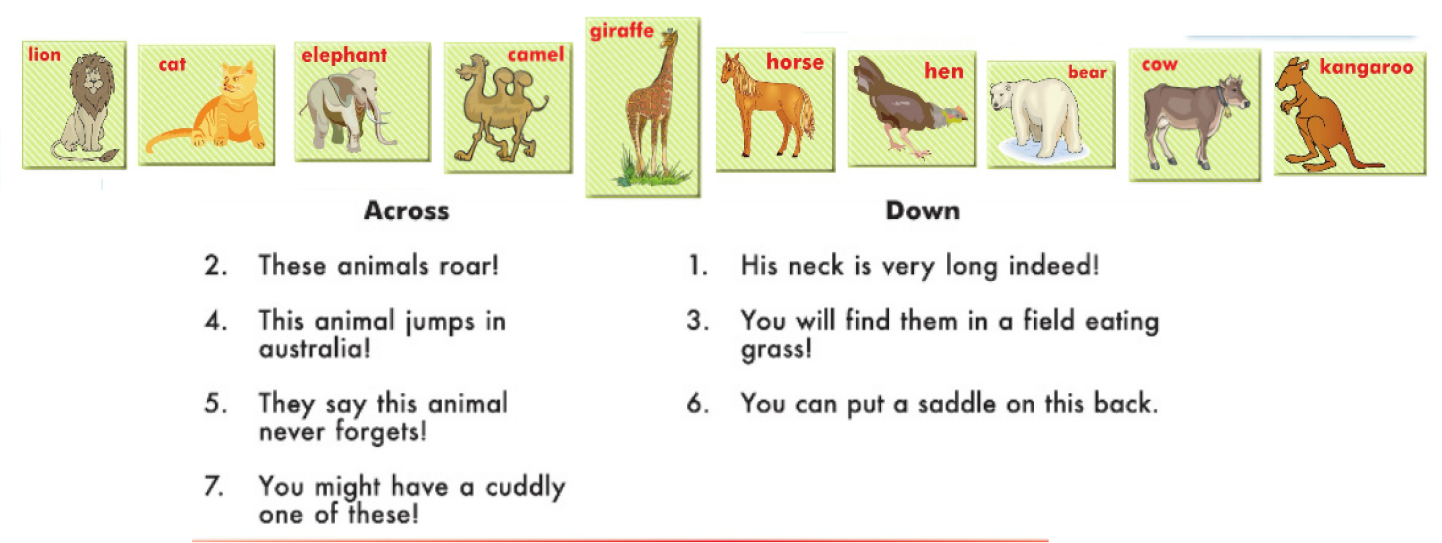 lion
cat
elephant
camel
giraffe
horse
hen
bear
cow
kangaroo
Across
2. These animals roar!
4. This animal jumps in
australia!
5. They say this animal
never forgets!
7. You might have a cuddly
one of these!
Down
1. His neck is very long indeed!
3. You will find them in a field eating
grass!
6. You can put a saddle on this back.